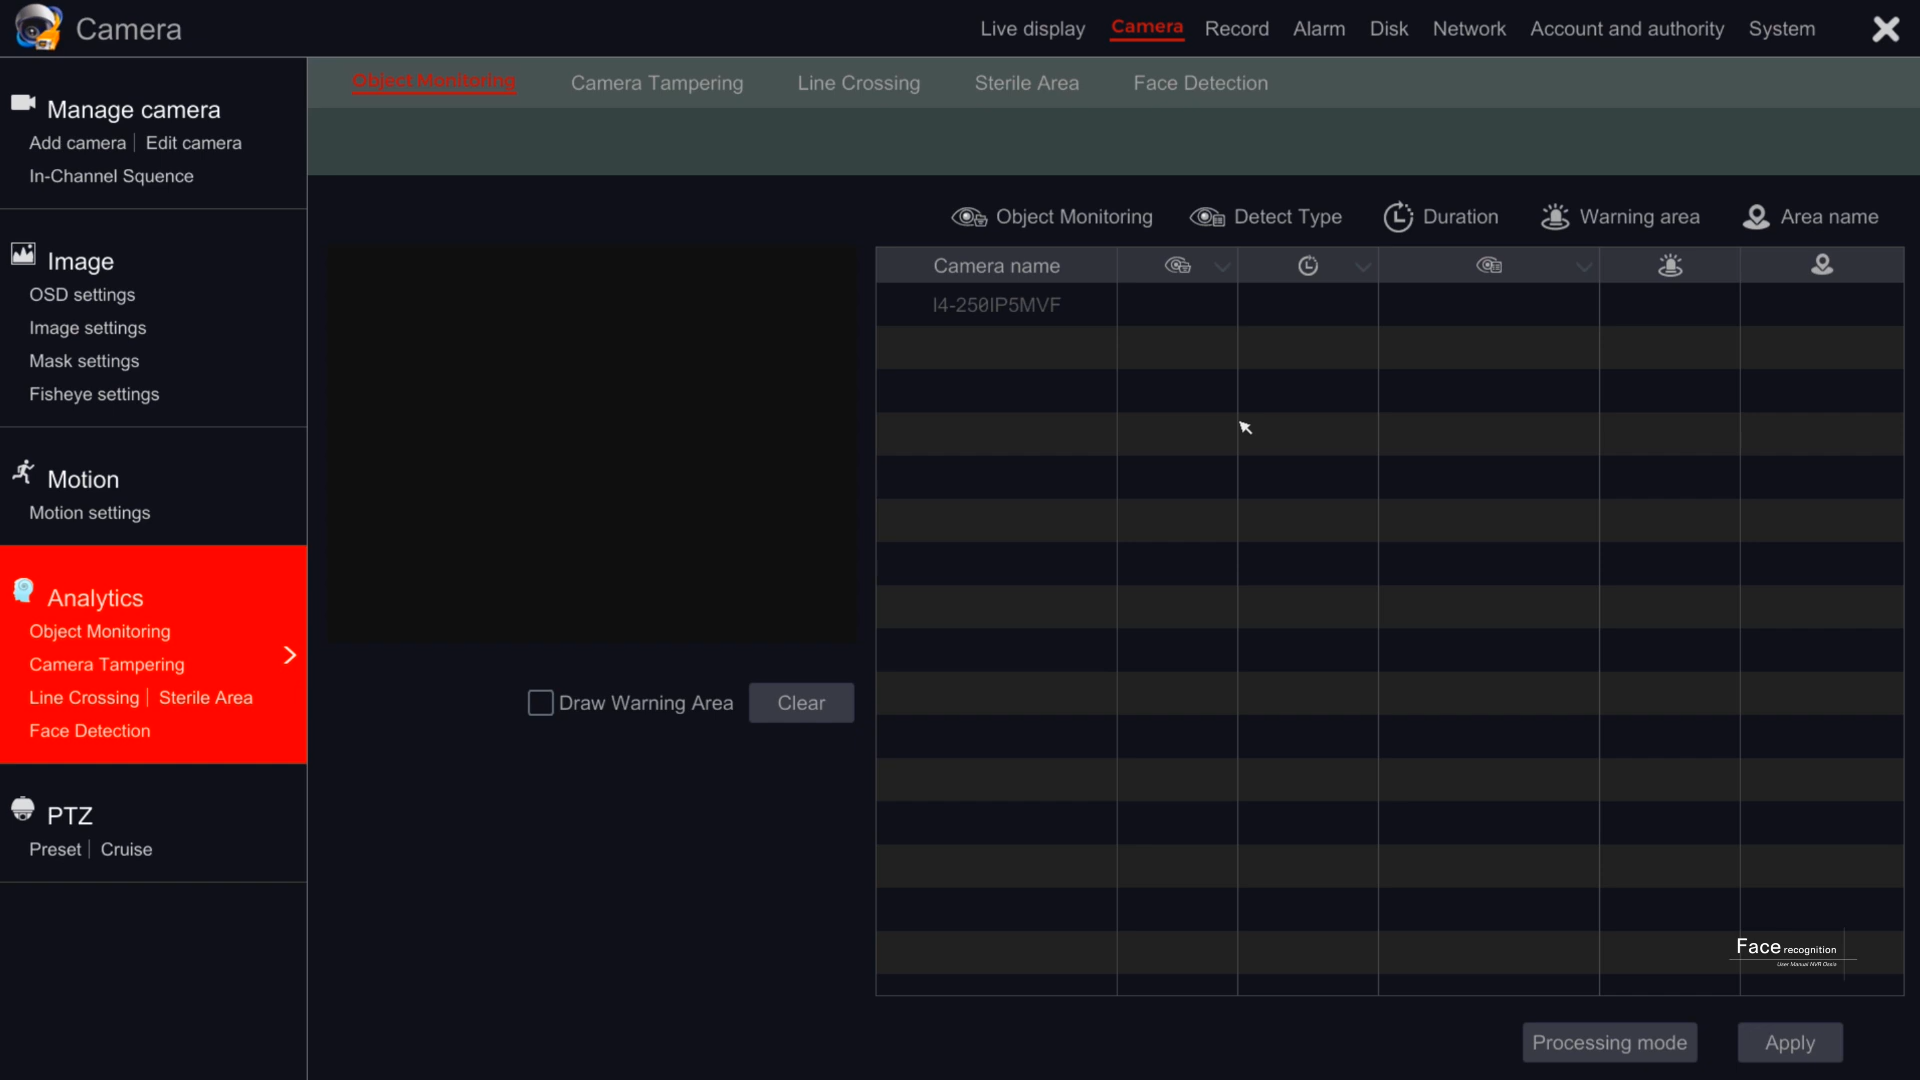 Camera
Live display Camera Record Alarm Disk Network Account and authority System
Object Monitoring Camera Tampering Line Crossing Sterile Area Face Detection
Manage camera
Add camera Edit camera
In-Channel Squence
Image
OSD settings
Image settings
Mask settings
Fisheye settings
Motion
Motion settings
Analytics
Object Monitoring
Camera Tampering
Line Crossing Sterile Area
Face Detection
PTZ
Preset Cruise
Object Monitoring Detect Type Duration Warning area Area name
Camera name
I4-250IP5MVF
Draw Warning Area Clear
Face recognition
User Manual NVR Ossia
Processing mode Apply